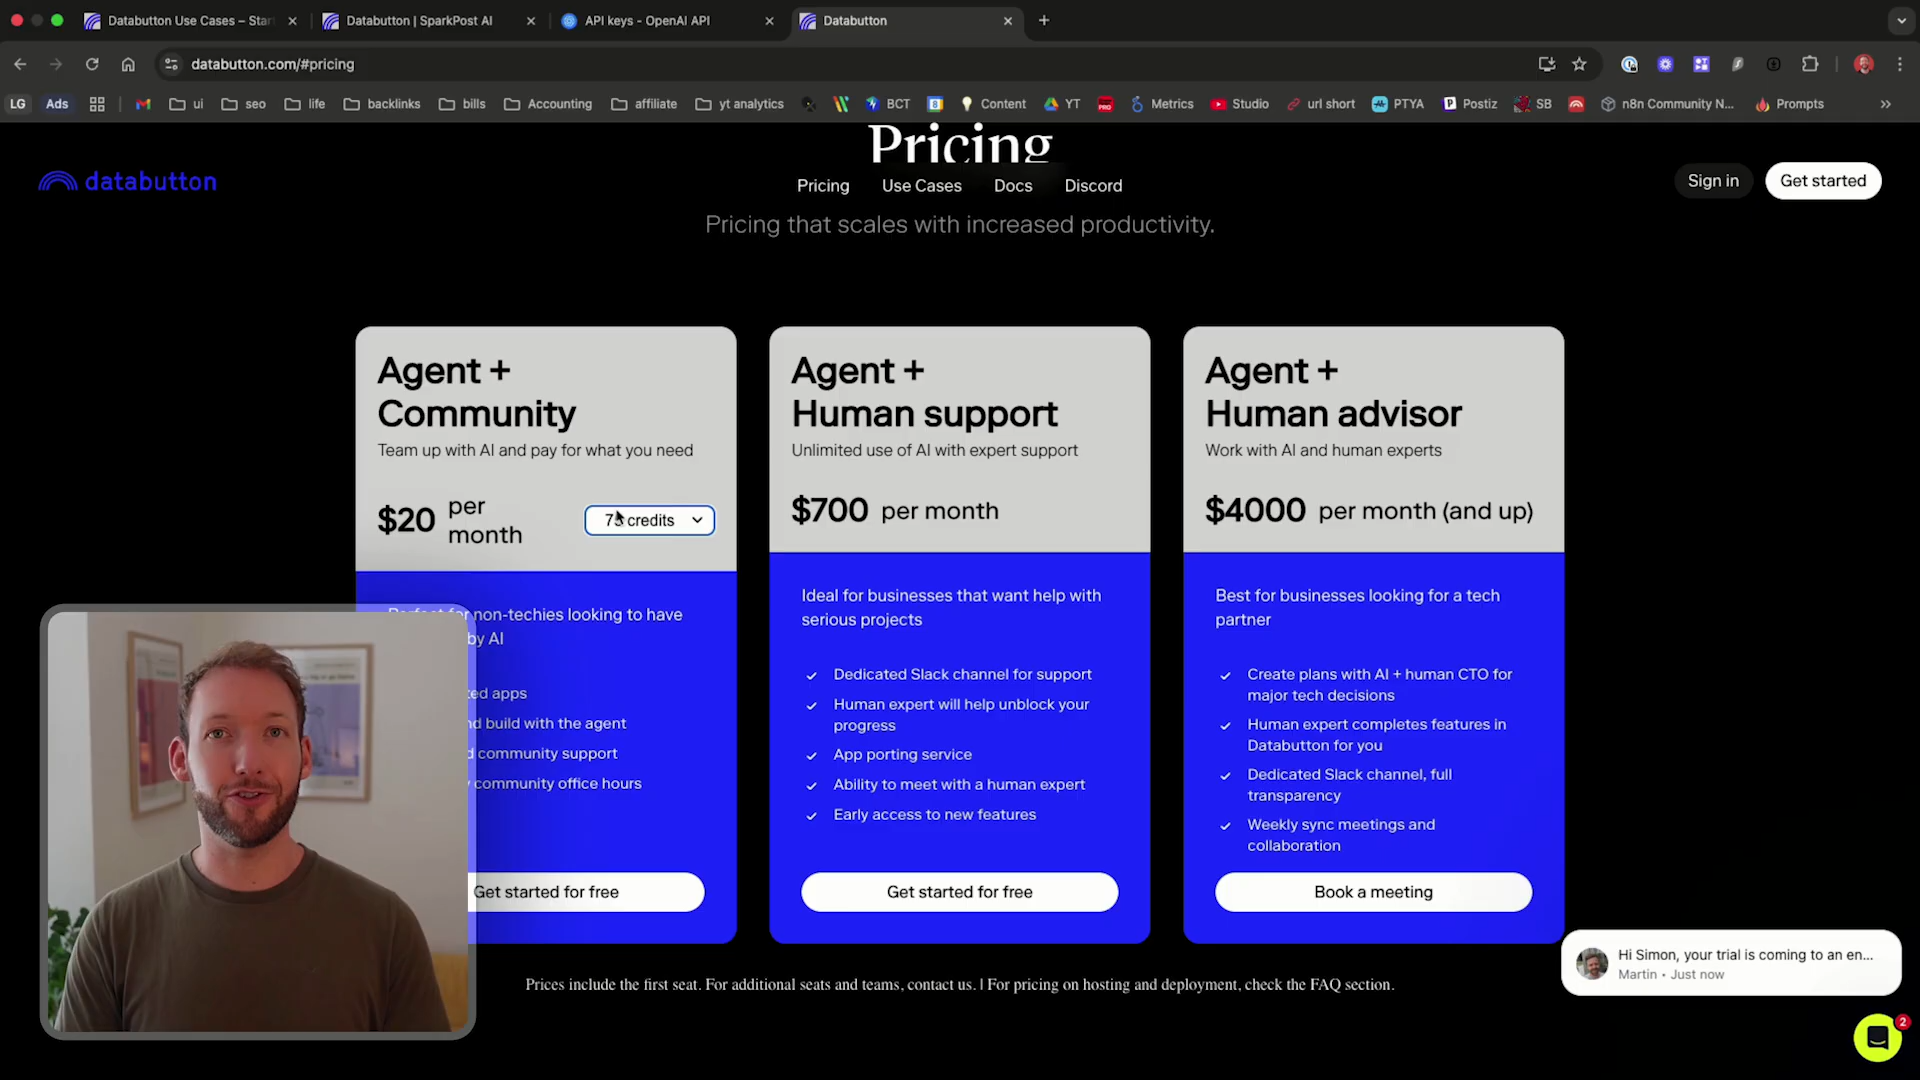 Databutton Use Cases – Star
Databutton | SparkPost AI
API keys - OpenAI API
Databutton
databutton.com/#pricing
LG
Ads
ui
seo
life
backlinks
bills
Accounting
affiliate
yt analytics
BCT
Content
YT
Metrics
Studio
url short
PTYA
Postiz
SB
n8n Community N...
Prompts
Pricing
databutton
Pricing
Use Cases
Docs
Discord
Sign in
Get started
Pricing that scales with increased productivity.
Agent +
Community
Team up with AI and pay for what you need
$20
per
month
credits
non-techies looking to have
by AI
apps
build with the agent
community support
community office hours
Get started for free
Agent +
Human support
Unlimited use of AI with expert support
$700 per month
Ideal for businesses that want help with
serious projects
Dedicated Slack channel for support
Human expert will help unblock your
progress
App porting service
Ability to meet with a human expert
Early access to new features
Get started for free
Agent +
Human advisor
Work with AI and human experts
$4000 per month (and up)
Best for businesses looking for a tech
partner
Create plans with AI + human CTO for
major tech decisions
Human expert completes features in
Databutton for you
Dedicated Slack channel, full
transparency
Weekly sync meetings and
collaboration
Book a meeting
Hi Simon, your trial is coming to an en...
Martin • Just now
Prices include the first seat. For additional seats and teams, contact us. | For pricing on hosting and deployment, check the FAQ section.
2